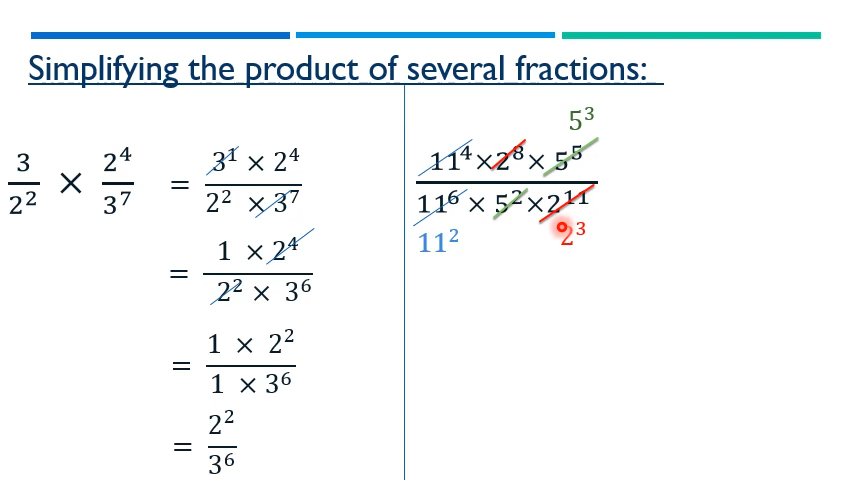 Simplifying the product of several fractions:
3/2² × 2⁴/3⁷ = (3¹ × 2⁴)/(2² × 3⁷)
= (1 × 2⁴)/(2² × 3⁶)
= (1 × 2²)/(1 × 3⁶)
= 2²/3⁶
5³
(11⁴ × 2⁸ × 5⁵)/(11⁶ × 5² × 2¹¹)
11² 2³